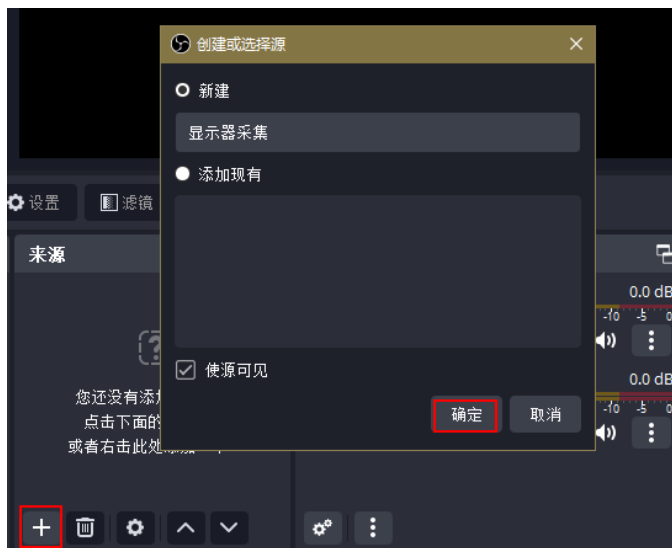 创建或选择源
新建
显示器采集
添加现有
设置
滤镜
来源
0.0 dB
-10 -5 0
使源可见
0.0 dB
您还没有添加
确定
取消
-10 -5 0
点击下面的
或者右击此处